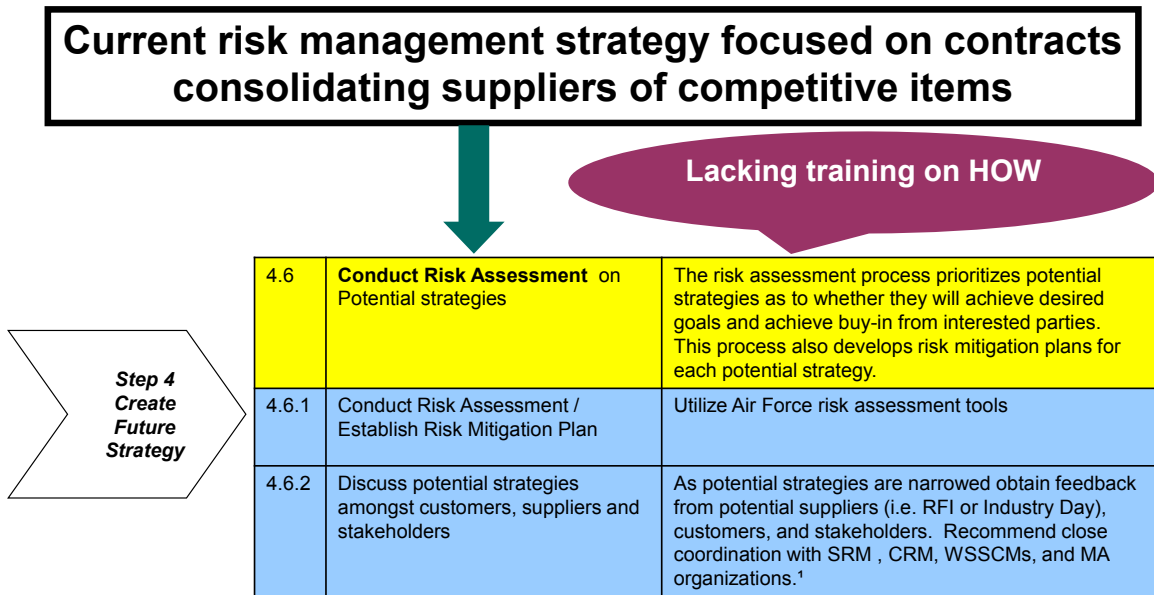 Current risk management strategy focused on contracts
consolidating suppliers of competitive items
Lacking training on HOW
Step 4
Create
Future
Strategy
4.6
Conduct Risk Assessment on
Potential strategies
The risk assessment process prioritizes potential
strategies as to whether they will achieve desired
goals and achieve buy-in from interested parties.
This process also develops risk mitigation plans for
each potential strategy.
4.6.1
Conduct Risk Assessment /
Establish Risk Mitigation Plan
Utilize Air Force risk assessment tools
4.6.2
Discuss potential strategies
amongst customers, suppliers and
stakeholders
As potential strategies are narrowed obtain feedback
from potential suppliers (i.e. RFI or Industry Day),
customers, and stakeholders. Recommend close
coordination with SRM , CRM, WSSCMs, and MA
organizations.¹